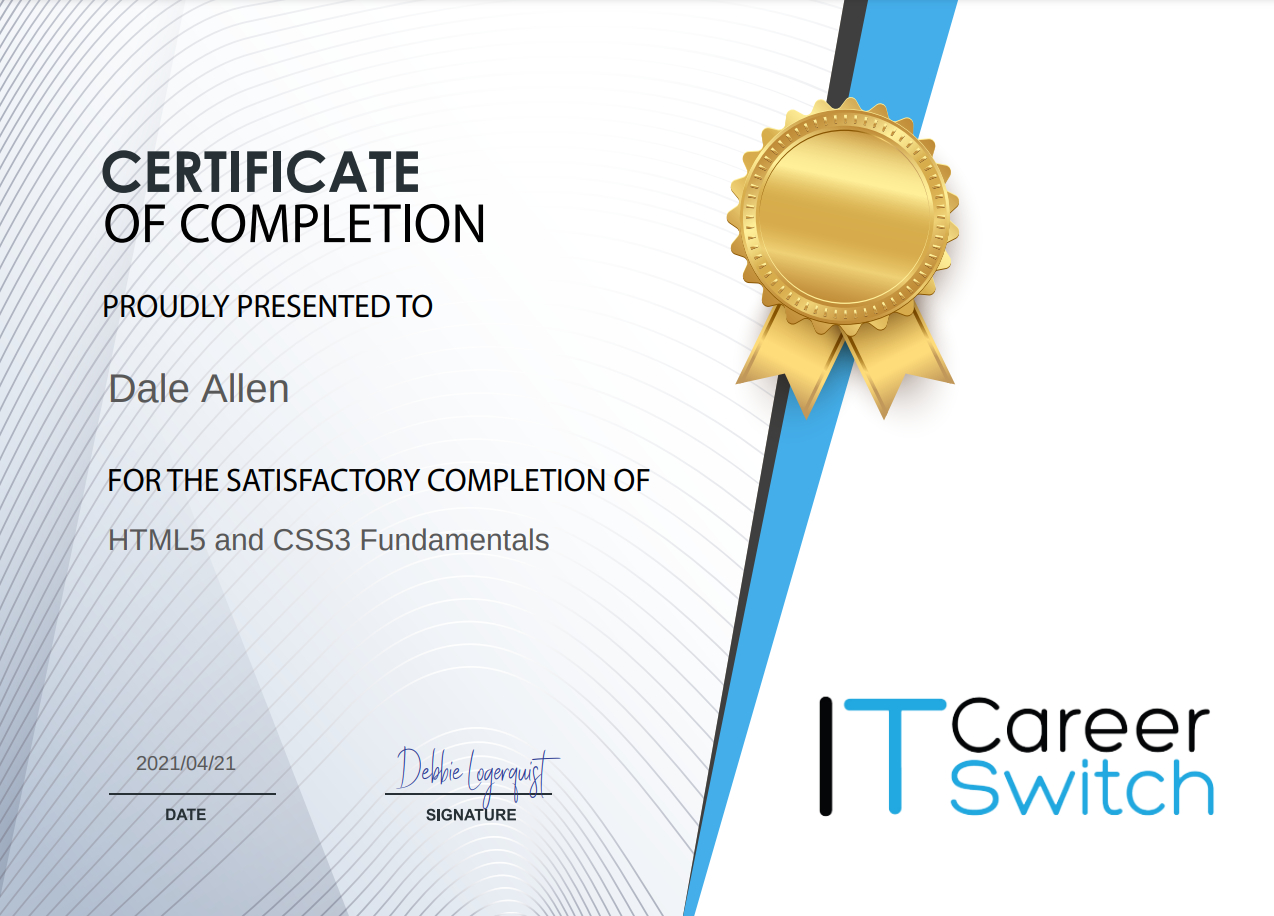 CERTIFICATE
OF COMPLETION
PROUDLY PRESENTED TO
Dale Allen
FOR THE SATISFACTORY COMPLETION OF
HTML5 and CSS3 Fundamentals
2021/04/21
DATE
Debbie Logerquist
SIGNATURE
IT Career
Switch